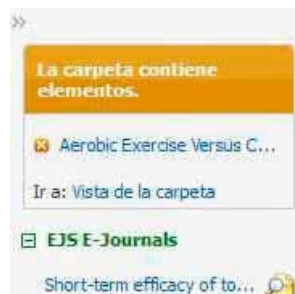 »
La carpeta contiene
elementos.
Aerobic Exercise Versus C...
Ir a: Vista de la carpeta
EJS E-Journals
Short-term efficacy of to...